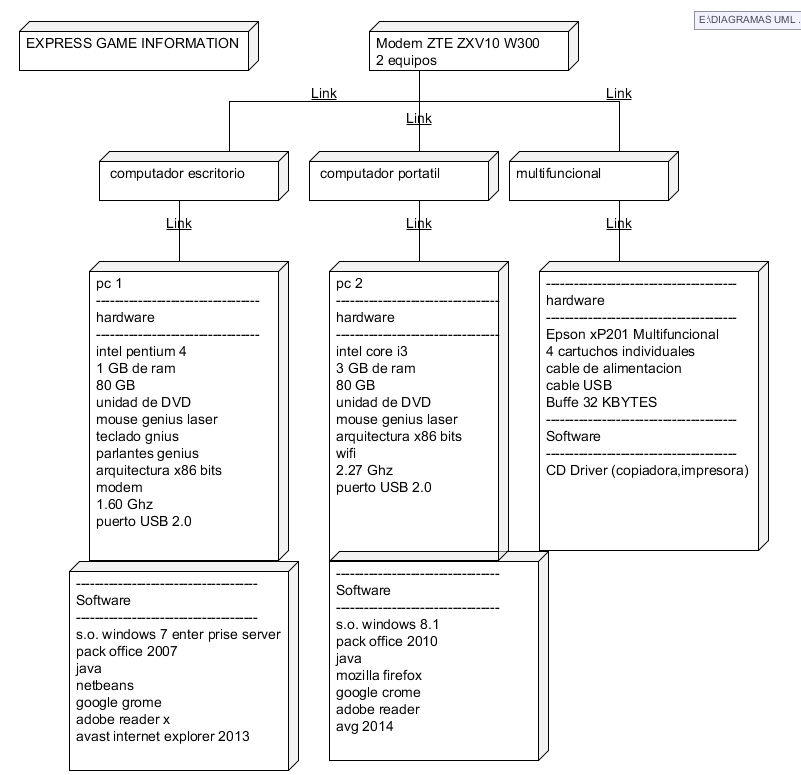 E:\DIAGRAMAS UML .
EXPRESS GAME INFORMATION
Modem ZTE ZXV10 W300
2 equipos
Link
Link
Link
computador escritorio
computador portatil
multifuncional
Link
Link
Link
pc 1
----------------------------------
hardware
----------------------------------
intel pentium 4
1 GB de ram
80 GB
unidad de DVD
mouse genius laser
teclado gnius
parlantes genius
arquitectura x86 bits
modem
1.60 Ghz
puerto USB 2.0
----------------------------------
Software
----------------------------------
s.o. windows 7 enter prise server
pack office 2007
java
netbeans
google grome
adobe reader x
avast internet explorer 2013
pc 2
----------------------------------
hardware
----------------------------------
intel core i3
3 GB de ram
80 GB
unidad de DVD
mouse genius laser
arquitectura x86 bits
wifi
2.27 Ghz
puerto USB 2.0
----------------------------------
Software
----------------------------------
s.o. windows 8.1
pack office 2010
java
mozilla firefox
google crome
adobe reader
avg 2014
----------------------------------
hardware
----------------------------------
Epson xP201 Multifuncional
4 cartuchos individuales
cable de alimentacion
cable USB
Buffe 32 KBYTES
----------------------------------
Software
----------------------------------
CD Driver (copiadora,impresora)